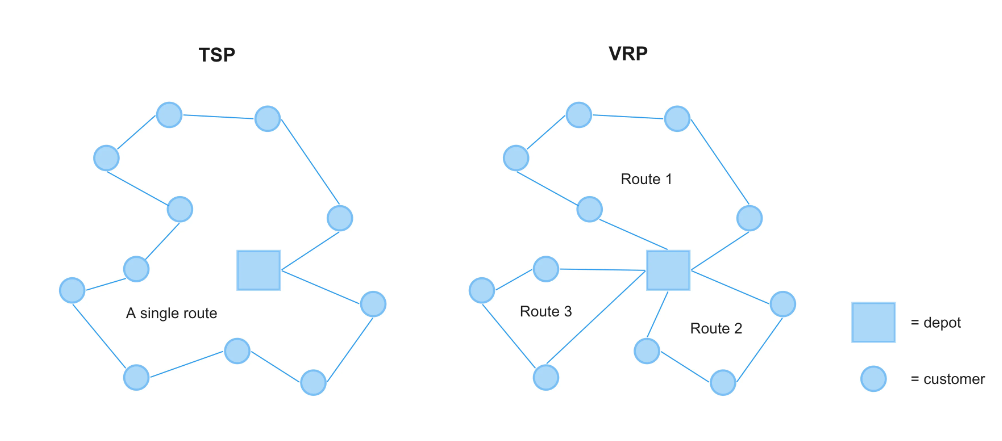 TSP
VRP
Route 1
A single route
Route 3
Route 2
= depot
= customer